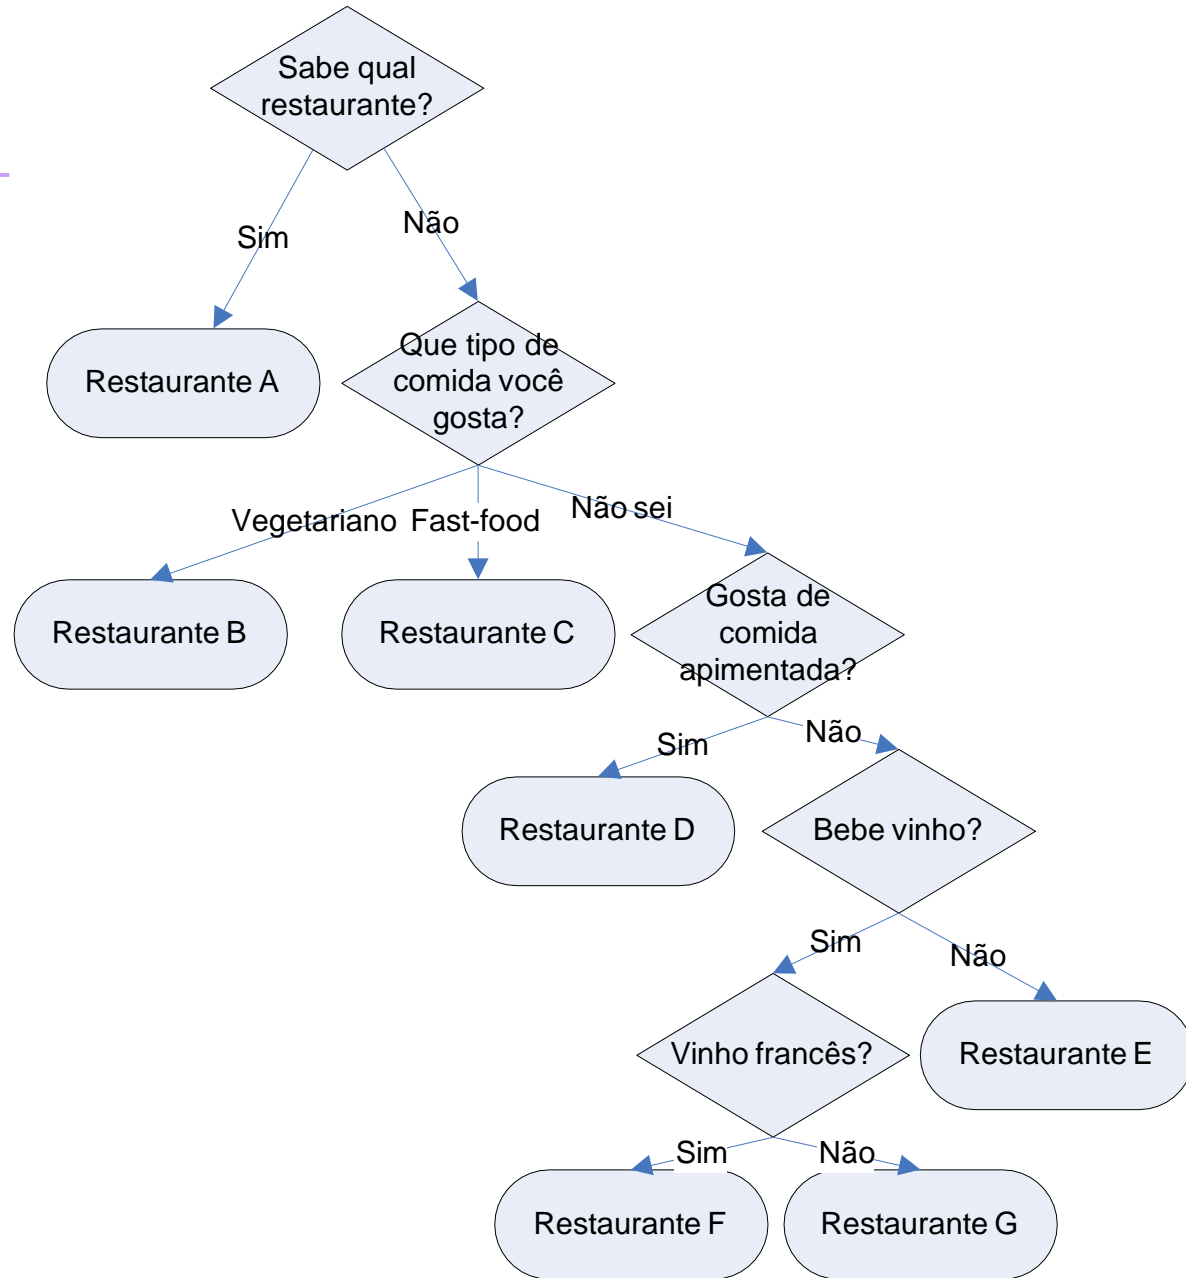 Sabe qual
restaurante?
Sim
Não
Restaurante A
Que tipo de
comida você
gosta?
Vegetariano
Fast-food
Não sei
Restaurante B
Restaurante C
Gosta de
comida
apimentada?
Sim
Não
Restaurante D
Bebe vinho?
Sim
Não
Vinho francês?
Restaurante E
Sim
Não
Restaurante F
Restaurante G